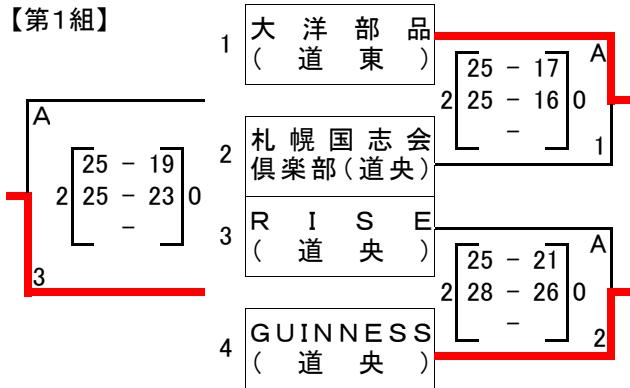 【第1組】
1 大洋部品
(道東)
A
25 - 17
2 25 - 16 0
-
1
A
25 - 19
2 25 - 23 0
-
3
2 札幌国志会
倶楽部(道央)
3 RISE
(道央)
A
25 - 21
2 28 - 26 0
-
2
4 GUINNESS
(道央)